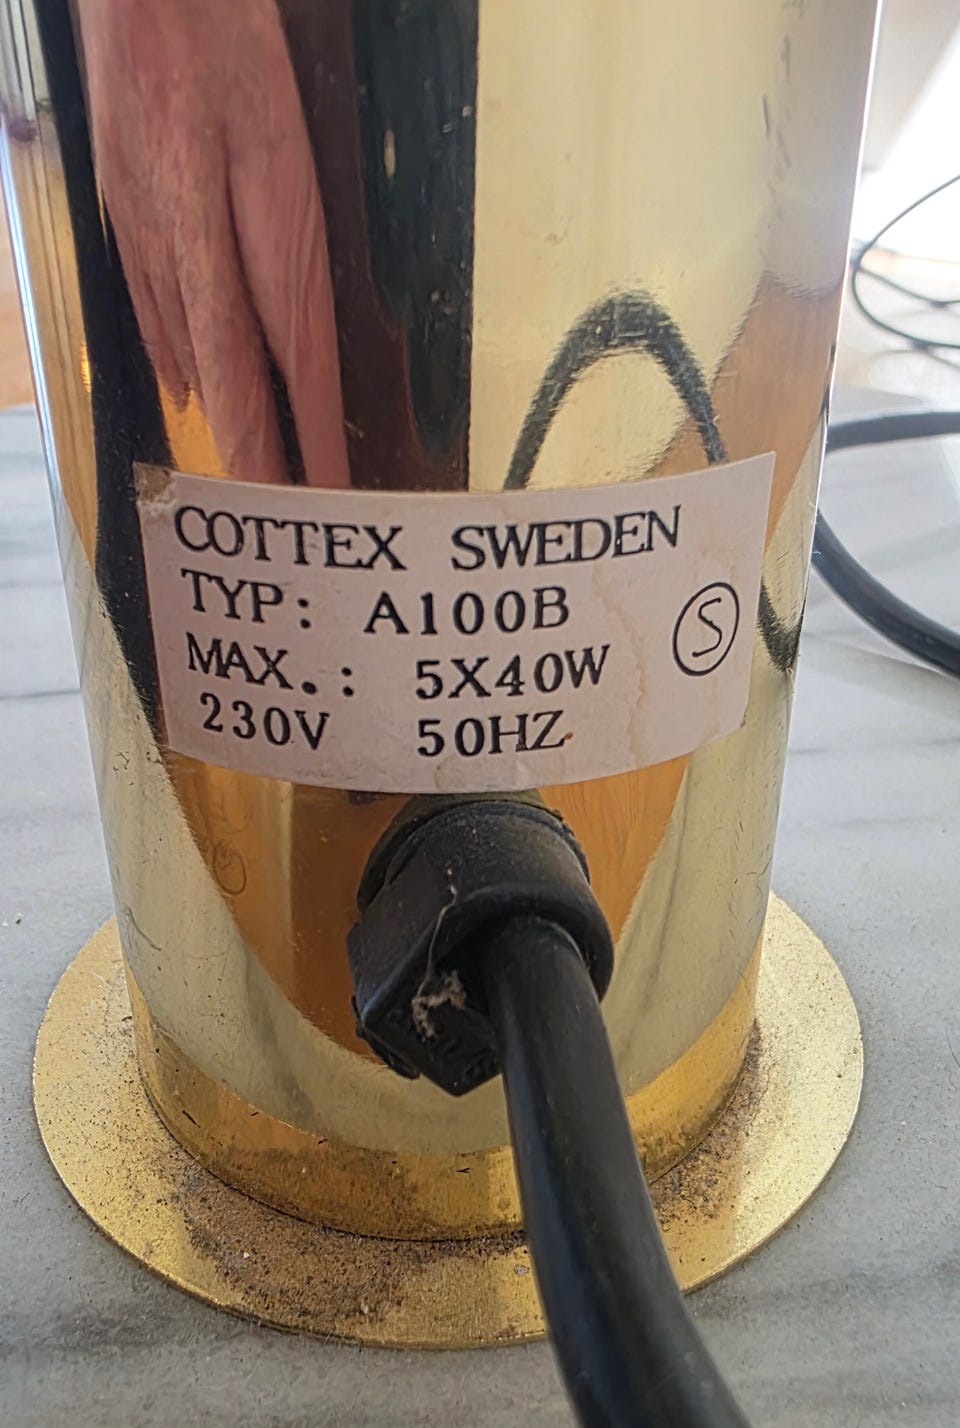 COTTEX SWEDEN
TYP: A100B
MAX.: 5X40W
230V 50HZ
S